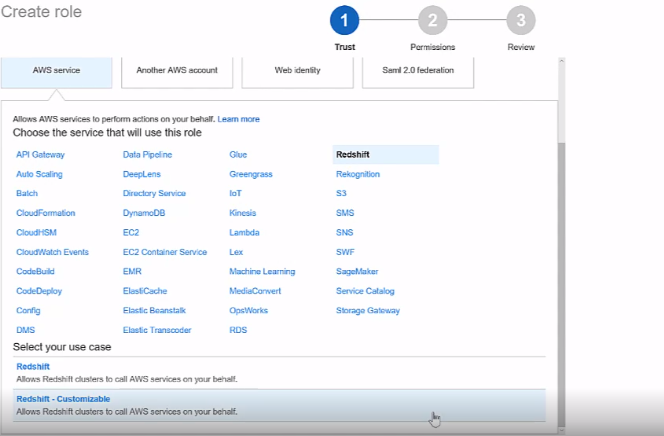 Create role
1 2 3
Trust Permissions Review
AWS service Another AWS account Web identity Saml 2.0 federation
Allows AWS services to perform actions on your behalf. Learn more
Choose the service that will use this role
API Gateway Data Pipeline Glue Redshift
Auto Scaling DeepLens Greengrass Rekognition
Batch Directory Service IoT S3
CloudFormation DynamoDB Kinesis SMS
CloudHSM EC2 Lambda SNS
CloudWatch Events EC2 Container Service Lex SWF
CodeBuild EMR Machine Learning SageMaker
CodeDeploy ElastiCache MediaConvert Service Catalog
Config Elastic Beanstalk OpsWorks Storage Gateway
DMS Elastic Transcoder RDS
Select your use case
Redshift
Allows Redshift clusters to call AWS services on your behalf.
Redshift - Customizable
Allows Redshift clusters to call AWS services on your behalf.